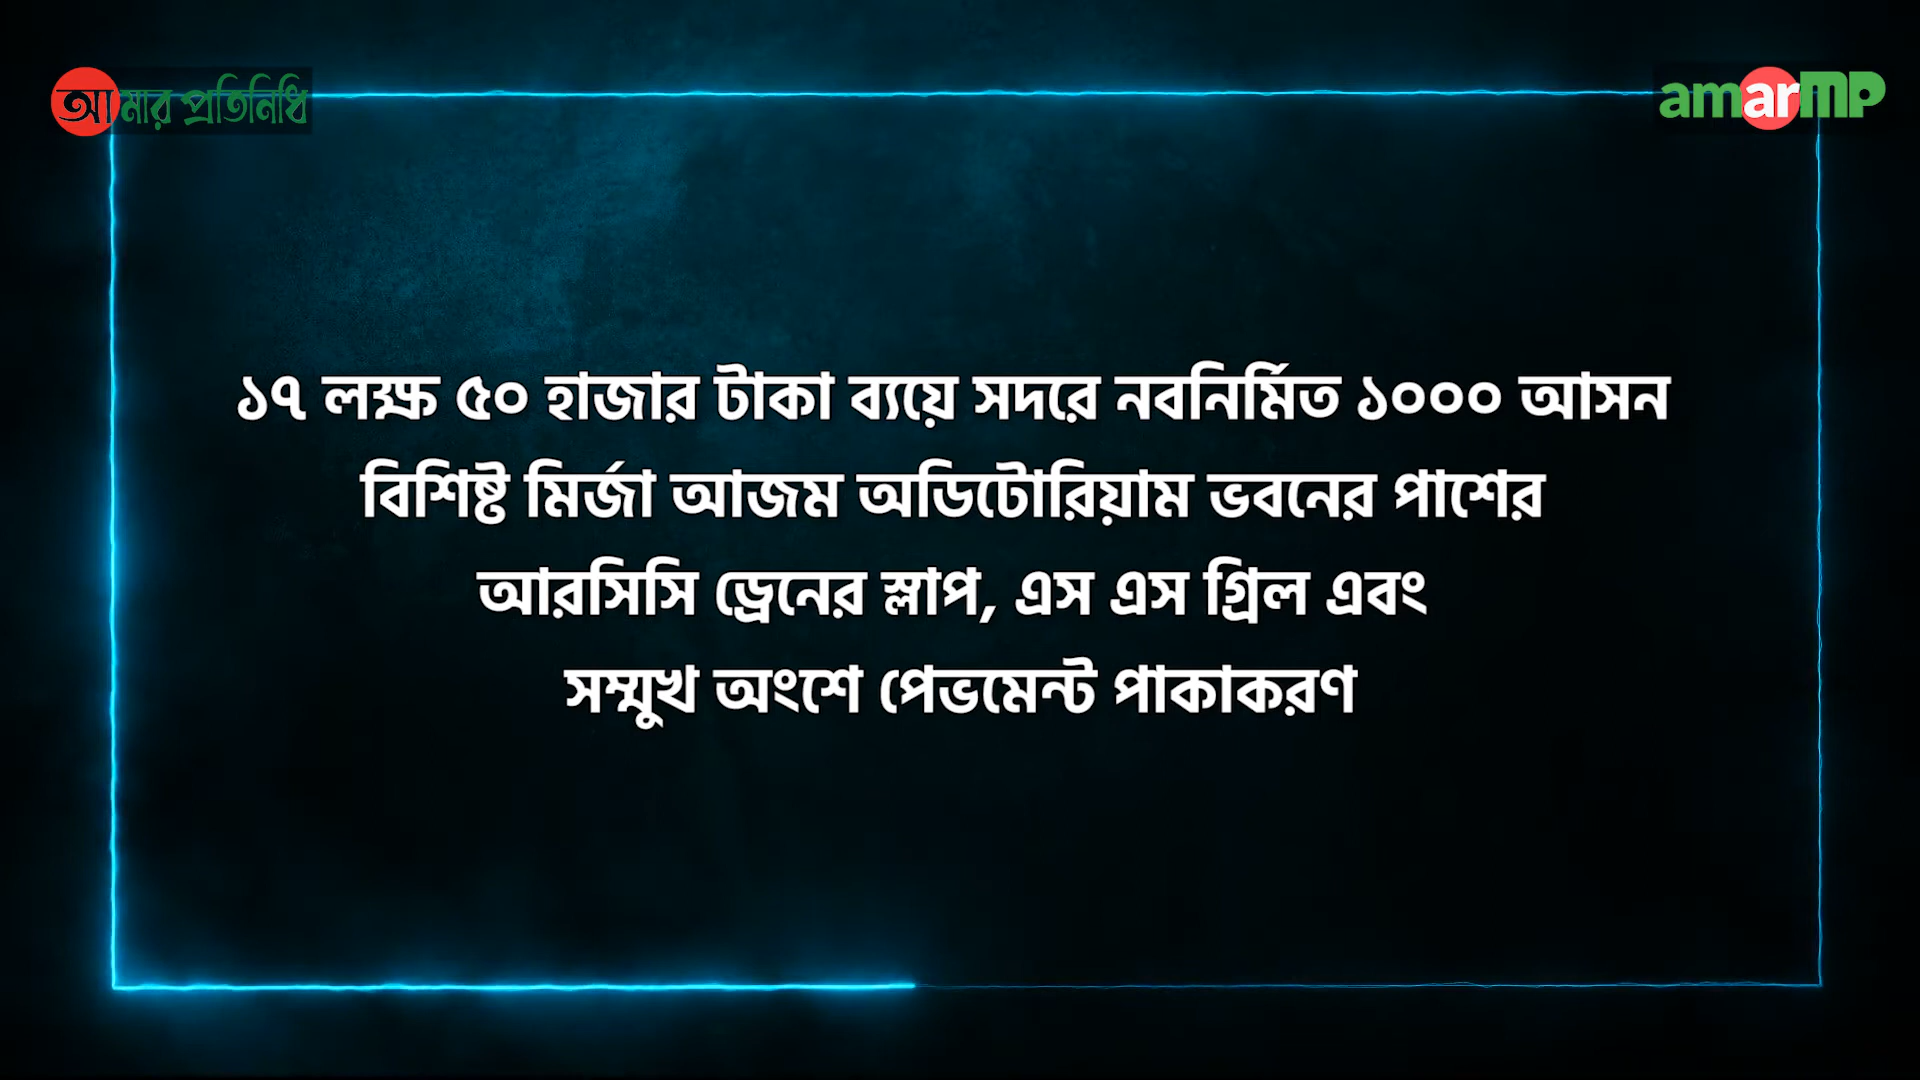 আমার প্রতিনিধি
amarMP
১৭ লক্ষ ৫০ হাজার টাকা ব্যয়ে সদরে নবনির্মিত ১০০০ আসন
বিশিষ্ট মির্জা আজম অডিটোরিয়াম ভবনের পাশের
আরসিসি ড্রেনের স্লাপ, এস এস গ্রিল এবং
সম্মুখ অংশে পেভমেন্ট পাকাকরণ